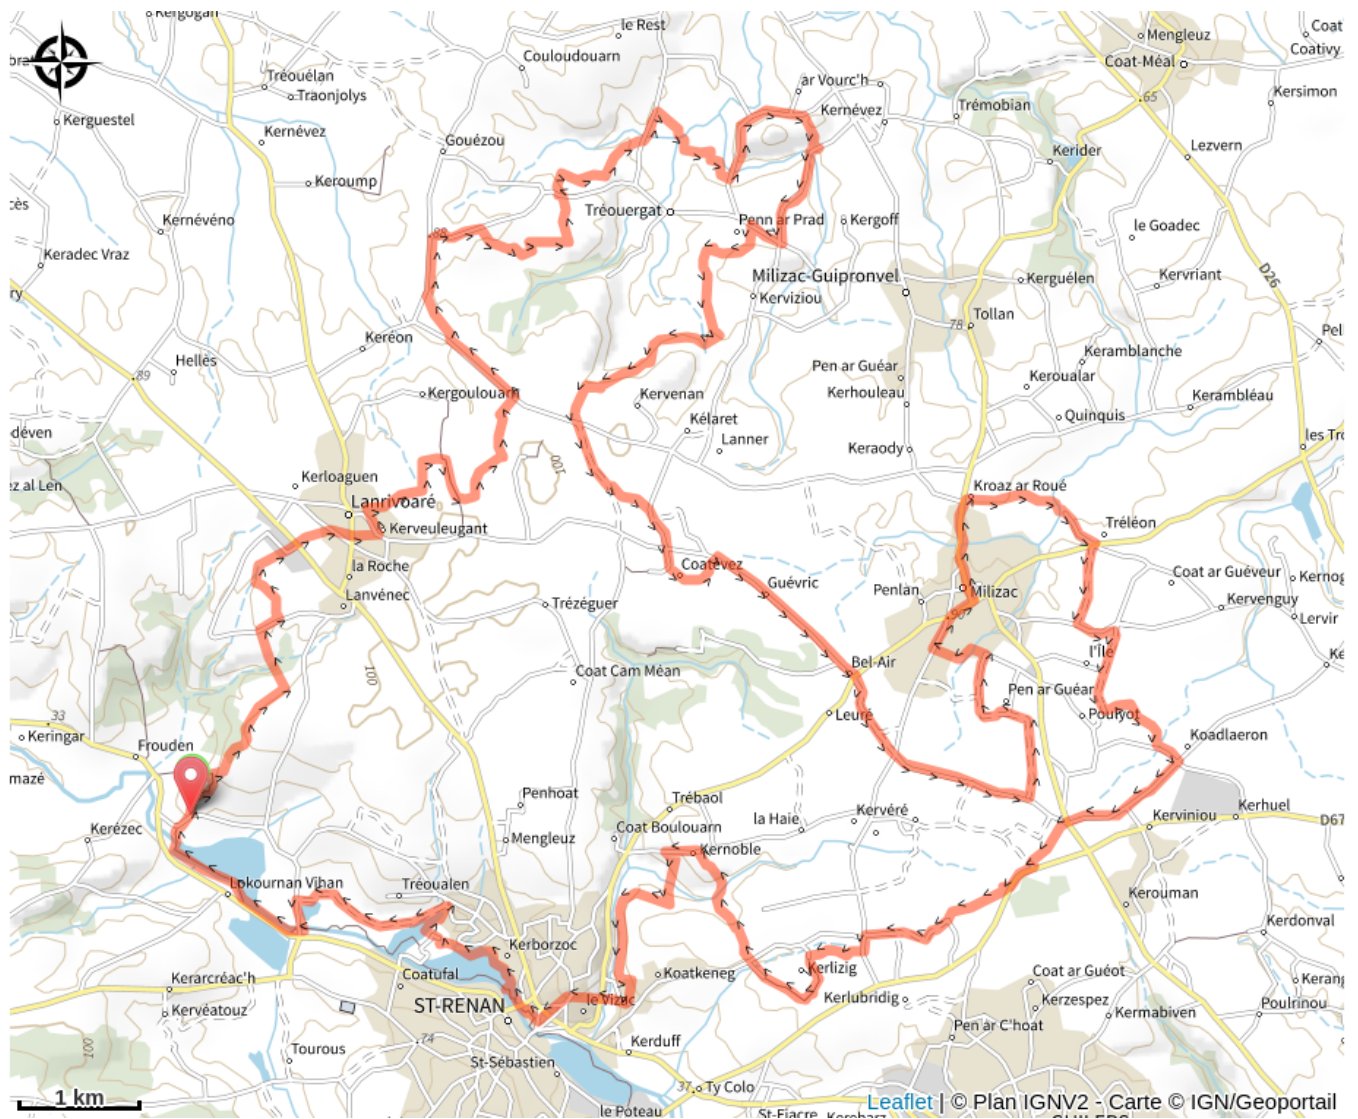 Kergogan
le Rest
Mengleuz
Coat
Coativy
Coat-Méal
Couloudouarn
Tréouélan
Traonjolys
ar Vourc'h
Kersimon
65
Kernévez
Trémobian
Kerguestel
Kernévez
Gouézou
Kerider
Lezvern
Keroump
Kernévéno
Tréouergat
Penn ar Prad
Kergoff
le Goadec
88
Keradec Vraz
Milizac-Guipronvel
Kerguélen
Kervriant
D26
Kerviziou
Tollan
78
Keréon
Hellès
89
Keramblanche
Pen ar Guéar
Keroualar
Kergoulouarn
Kervenan
Kerhouleau
Kerambléau
Kélaret
Quinquis
Lanner
Keraody
100
Kerloaguen
Kroaz ar Roué
Lanrivoaré
Kerveuleugant
Tréléon
la Roche
Coatévez
Guévric
Coat ar Guéveur
Penlan
Milizac
Lanvénec
Trézéguer
Kervenguy
90
Lervir
l'Île
Bel-Air
Coat Cam Méan
100
Pen ar Guéar
Leuré
Poulyot
33
Keringar
Frouden
Koadlaeron
Penhoat
Trébaol
la Haie
Kervéré
Kerhuel
Kerviniou
D67
Kerézec
Coat Boulouarn
Mengleuz
Kernoble
Lokournan Vihan
Tréoualen
Kerouman
Kerdonval
Kerborzoc
Kerarcréac'h
Coatufal
Koatkeneg
Kerlizig
Coat ar Guéot
Kerlubridig
Kerzespez
Kervéatouz
ST-RENAN
le Vizac
Kermabiven
Poulrinou
Pen ar C'hoat
74
Kerduff
100
Tourous
St-Sébastien
37
Ty Colo
1 km
le Poteau
St-Fiacre
Leaflet | © Plan IGNV2 - Carte © IGN/Geoportail